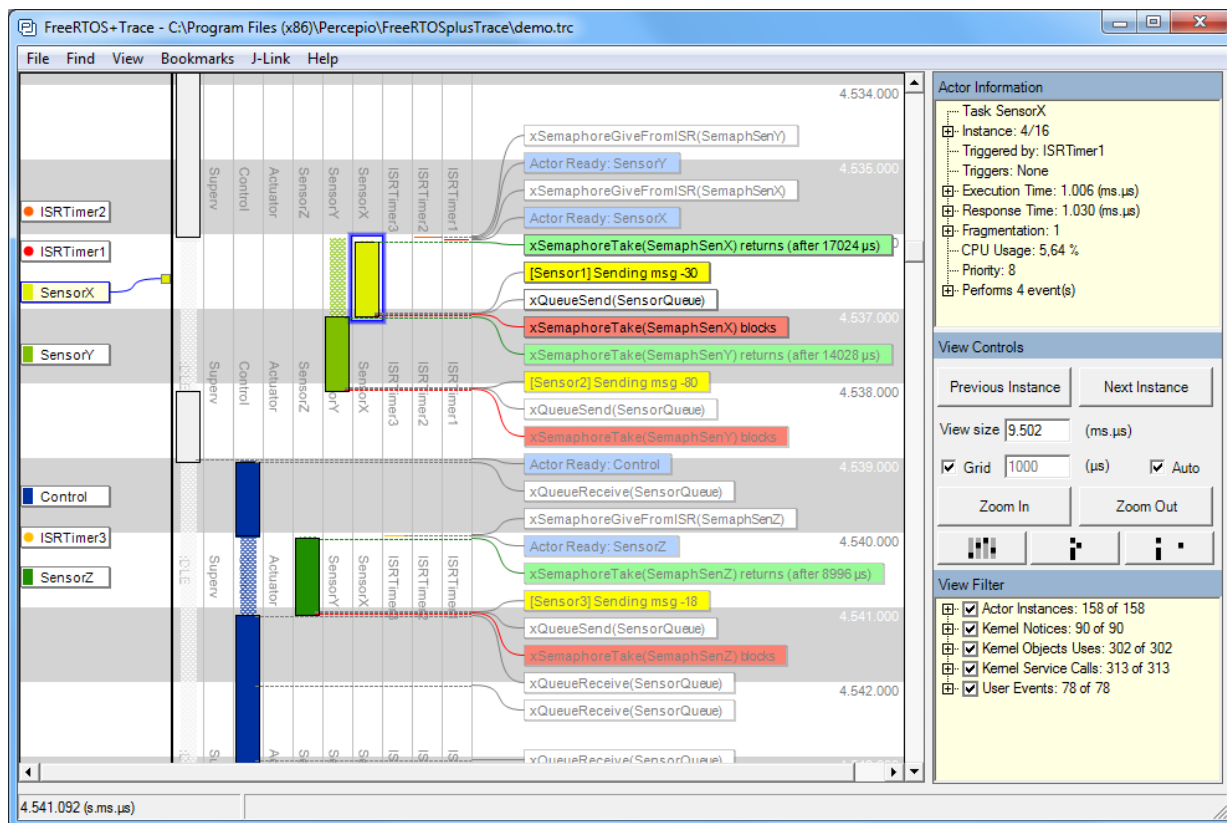 FreeRTOS+Trace - C:\Program Files (x86)\Percepio\FreeRTOSplusTrace\demo.trc
File Find View Bookmarks J-Link Help
ISRTimer2
ISRTimer1
SensorX
SensorY
Control
ISRTimer3
SensorZ
IDLE
Superv
Control
Actuator
SensorZ
SensorY
SensorX
ISRTimer3
ISRTimer2
ISRTimer1
4.534.000
xSemaphoreGiveFromISR(SemaphSenY)
Actor Ready: SensorY
4.535.000
xSemaphoreGiveFromISR(SemaphSenX)
Actor Ready: SensorX
xSemaphoreTake(SemaphSenX) returns (after 17024 µs)
[Sensor1] Sending msg -30
xQueueSend(SensorQueue)
4.537.000
xSemaphoreTake(SemaphSenX) blocks
xSemaphoreTake(SemaphSenY) returns (after 14028 µs)
[Sensor2] Sending msg -80
4.538.000
xQueueSend(SensorQueue)
xSemaphoreTake(SemaphSenY) blocks
Actor Ready: Control
4.539.000
xQueueReceive(SensorQueue)
xSemaphoreGiveFromISR(SemaphSenZ)
Actor Ready: SensorZ
4.540.000
xSemaphoreTake(SemaphSenZ) returns (after 8996 µs)
[Sensor3] Sending msg -18
4.541.000
xQueueSend(SensorQueue)
xSemaphoreTake(SemaphSenZ) blocks
xQueueReceive(SensorQueue)
4.542.000
xQueueReceive(SensorQueue)
xQueueReceive(SensorQueue)
Actor Information
Task SensorX
Instance: 4/16
Triggered by: ISRTimer1
Triggers: None
Execution Time: 1.006 (ms.µs)
Response Time: 1.030 (ms.µs)
Fragmentation: 1
CPU Usage: 5,64 %
Priority: 8
Performs 4 event(s)
View Controls
Previous Instance Next Instance
View size 9.502 (ms.µs)
Grid 1000 (µs) Auto
Zoom In Zoom Out
View Filter
Actor Instances: 158 of 158
Kernel Notices: 90 of 90
Kernel Objects Uses: 302 of 302
Kernel Service Calls: 313 of 313
User Events: 78 of 78
4.541.092 (s.ms.µs)